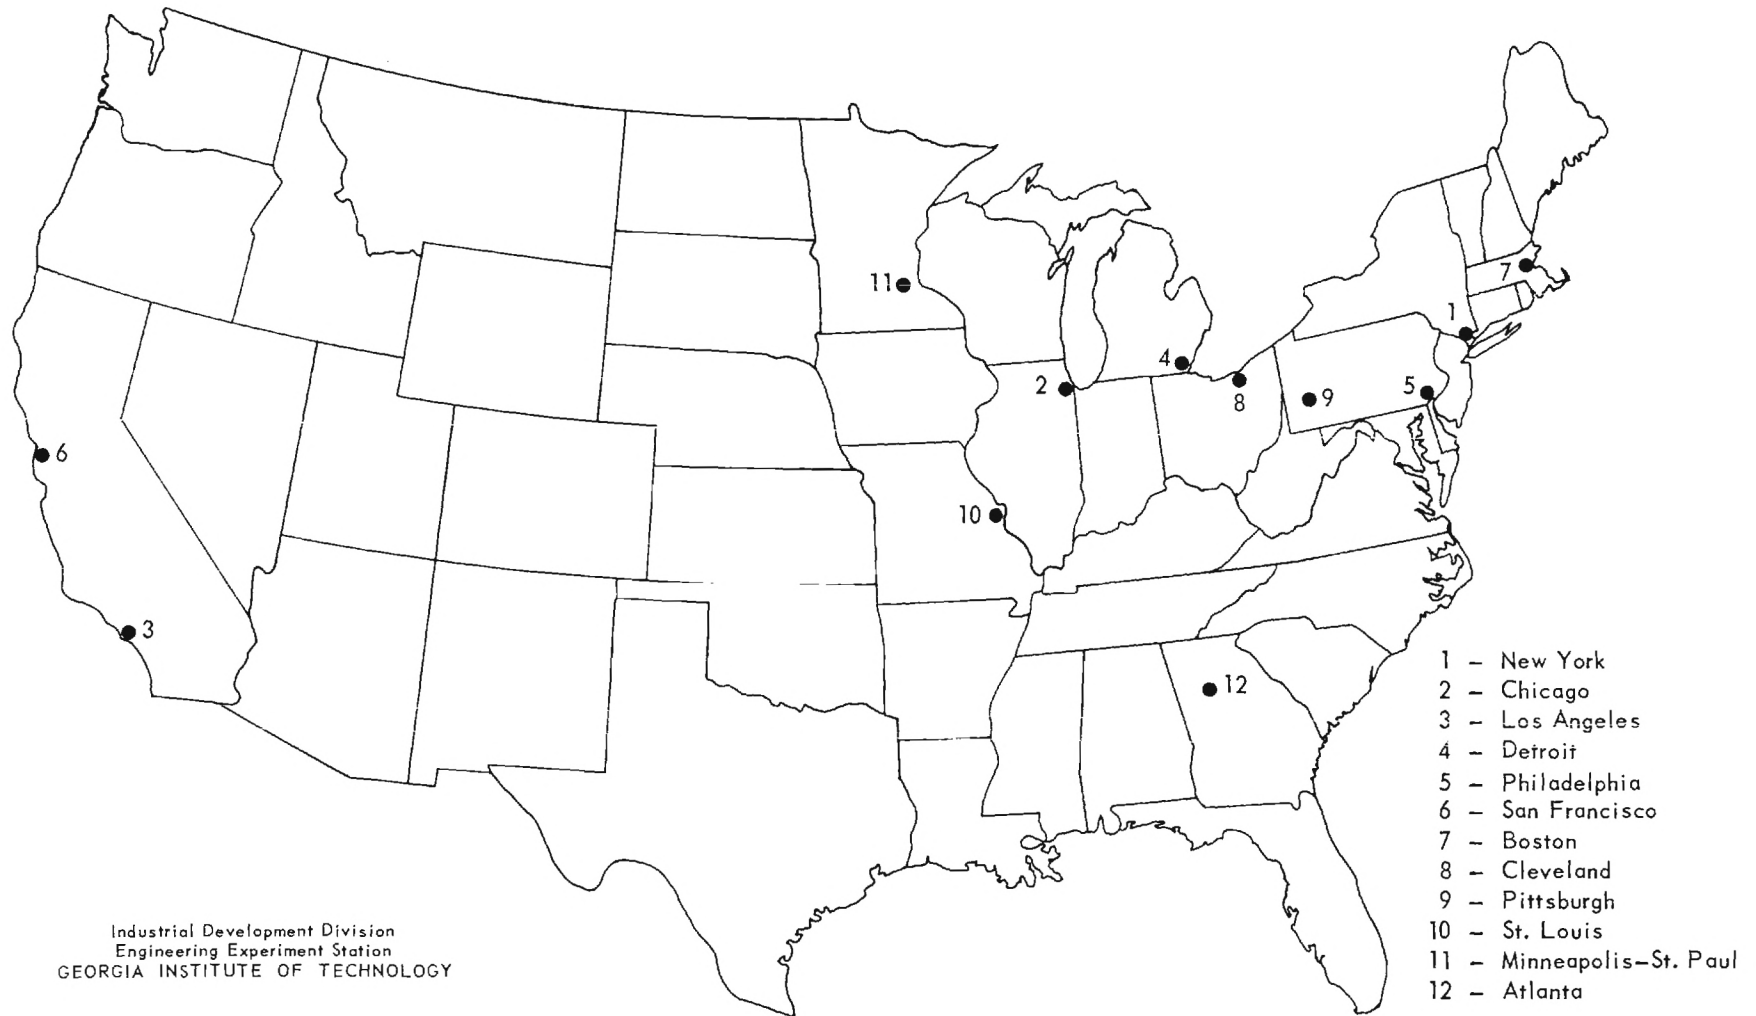 11
7
1
4
2
8
9
5
6
10
3
12
1 – New York
2 – Chicago
3 – Los Angeles
4 – Detroit
5 – Philadelphia
6 – San Francisco
7 – Boston
8 – Cleveland
9 – Pittsburgh
10 – St. Louis
11 – Minneapolis–St. Paul
12 – Atlanta
Industrial Development Division
Engineering Experiment Station
GEORGIA INSTITUTE OF TECHNOLOGY